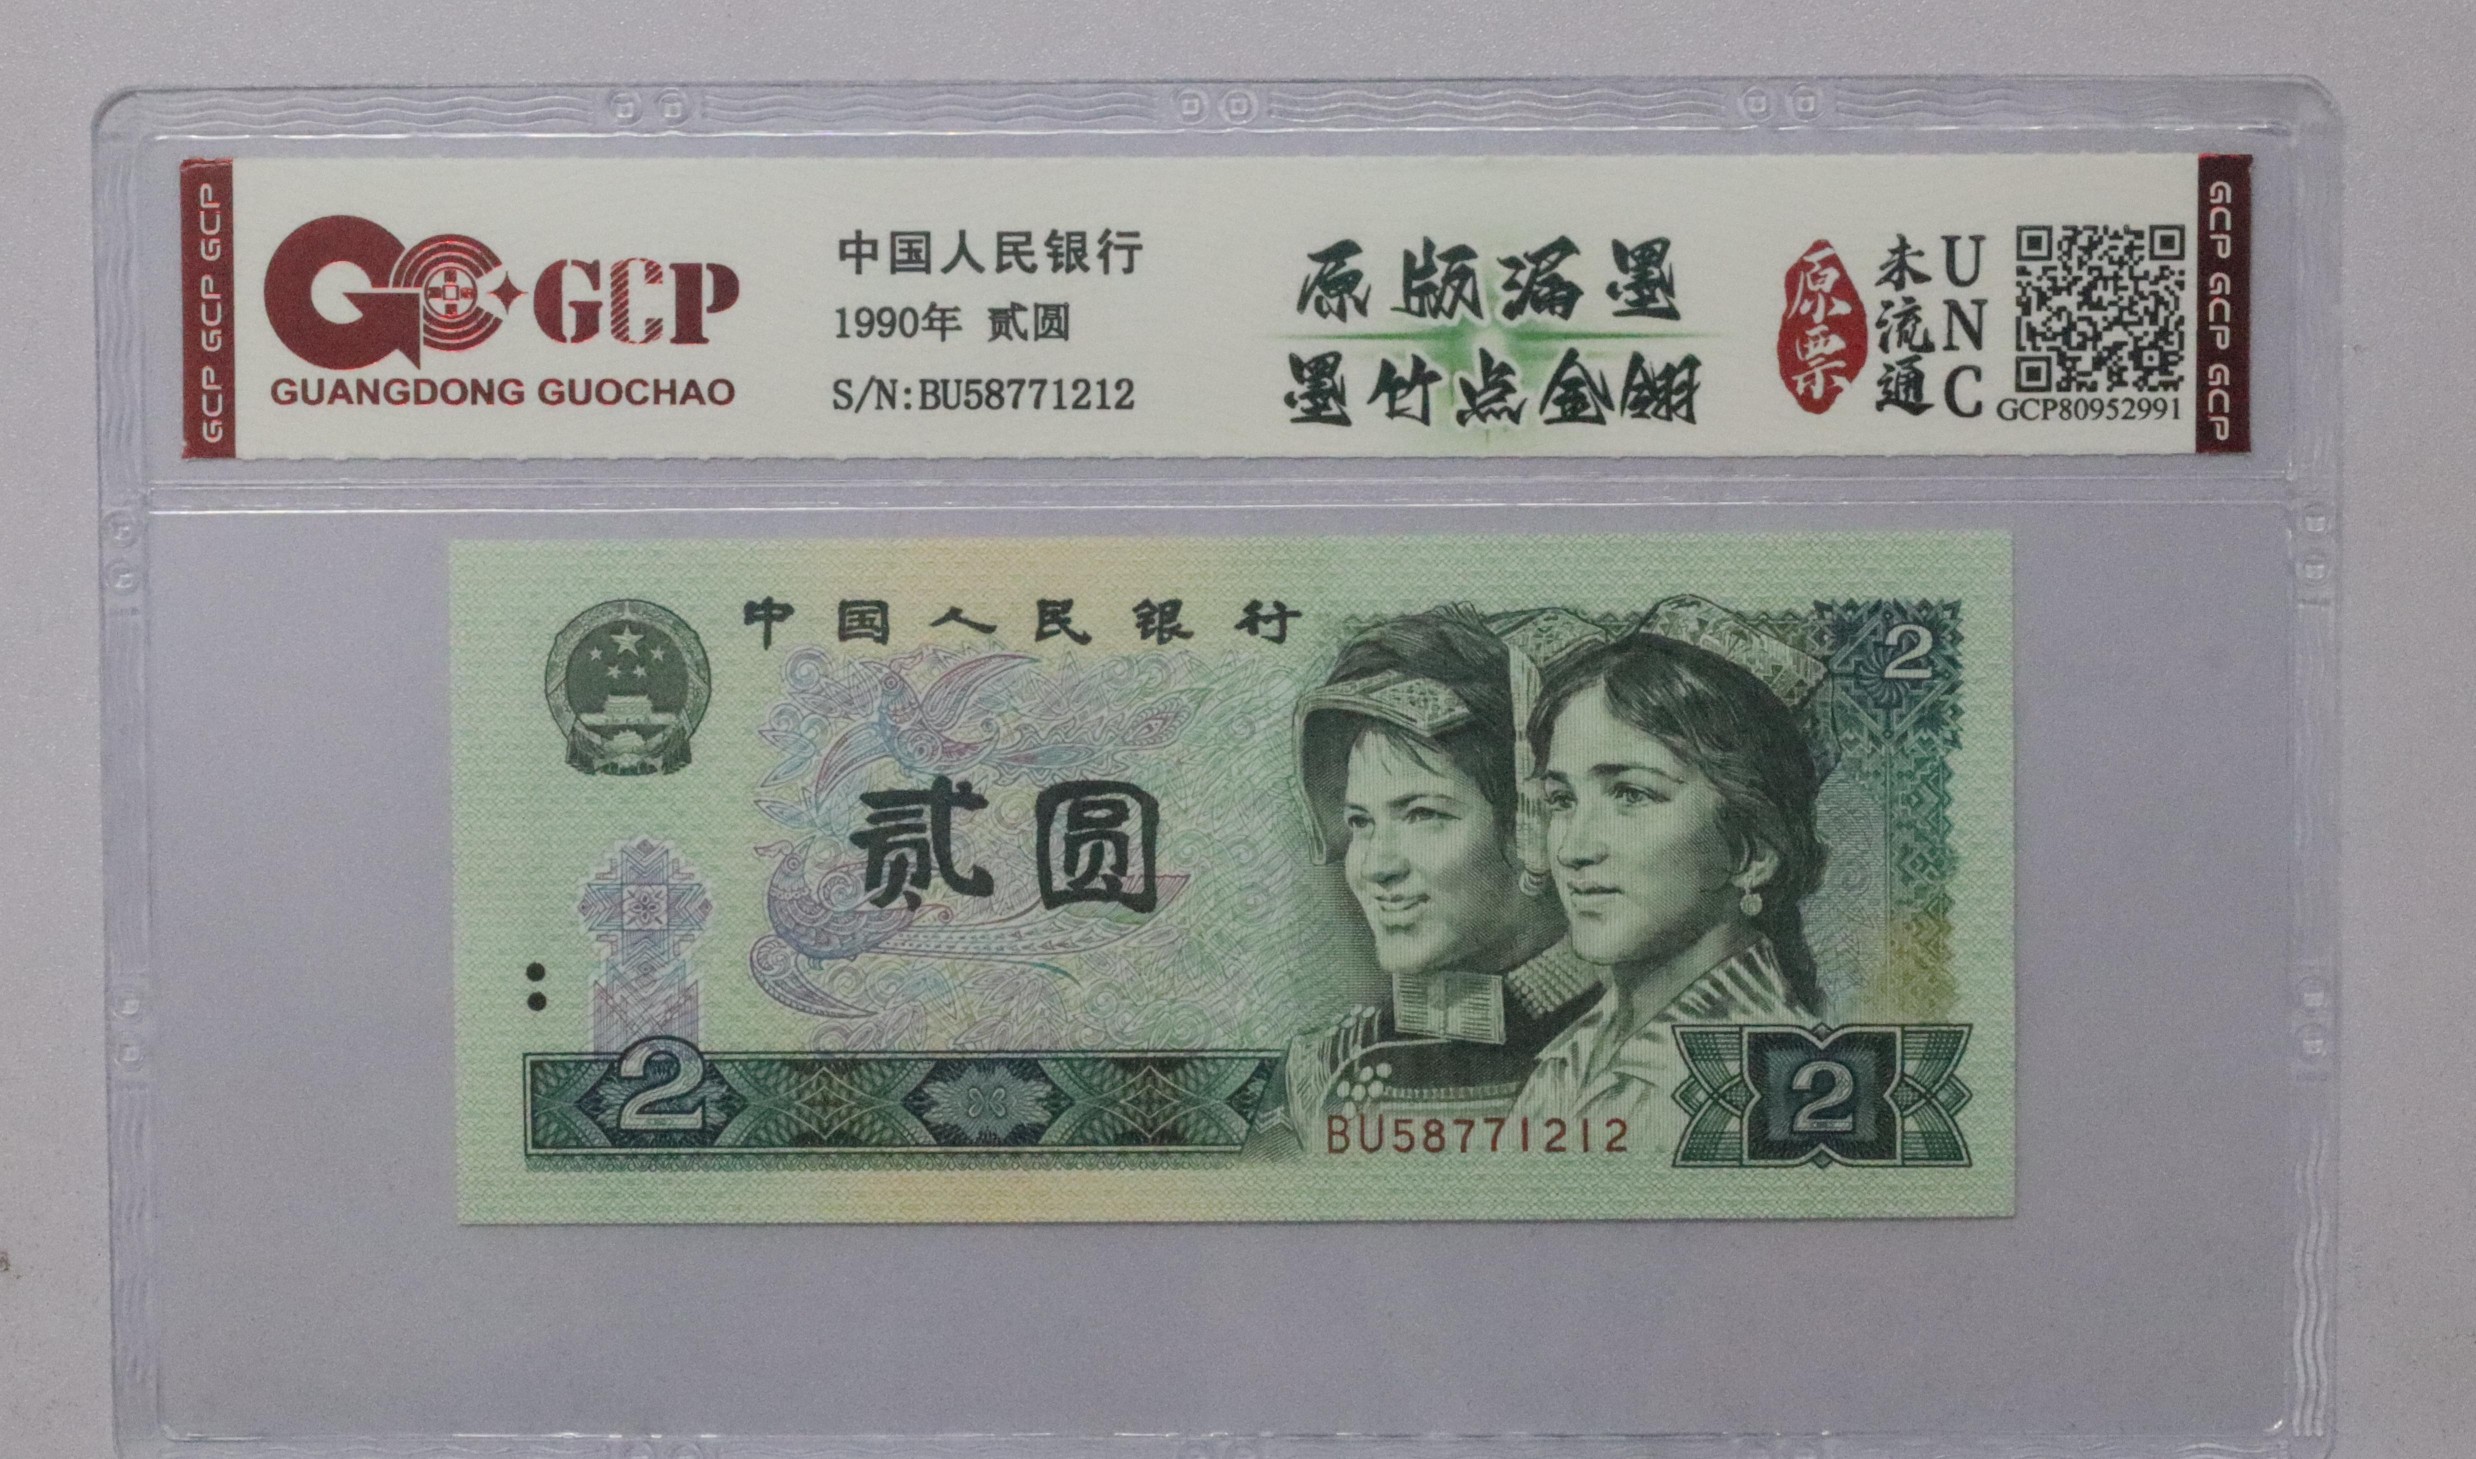 GCP GCP GCP
GCP
GUANGDONG GUOCHAO
中国人民银行
1990年 贰圆
S/N:BU58771212
原版漏墨
墨竹点金翎
原票
未流通
UNC
GCP80952991
GCP GCP GCP
中国人民银行
2
贰圆
2
2
BU58771212